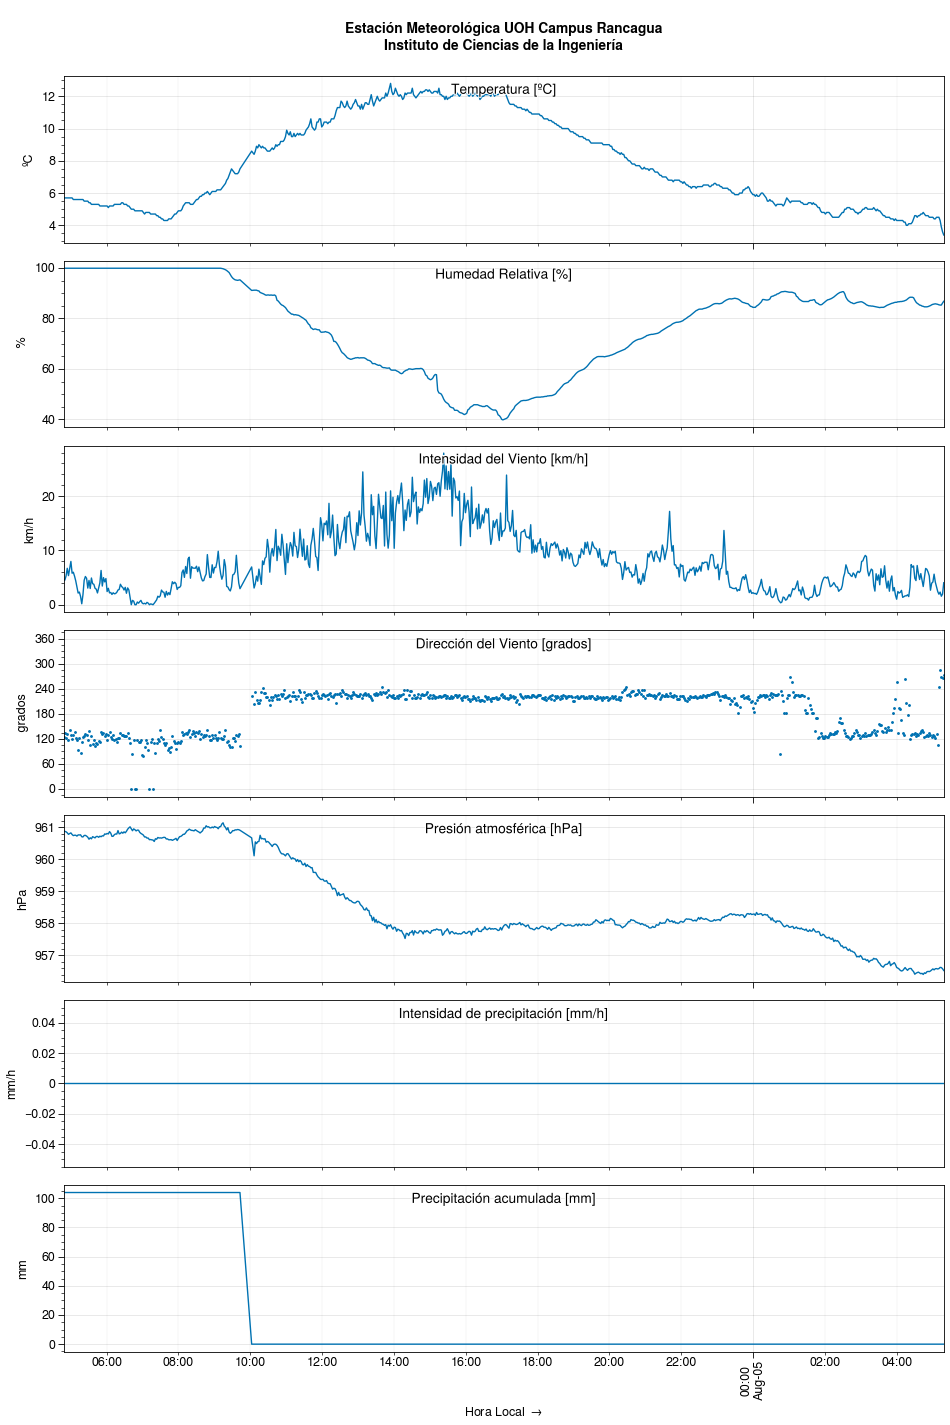 Estación Meteorológica UOH Campus Rancagua
Instituto de Ciencias de la Ingeniería
Temperatura [ºC]
12
10
8
6
4
ºC
Humedad Relativa [%]
100
80
60
40
%
Intensidad del Viento [km/h]
20
10
0
km/h
Dirección del Viento [grados]
360
300
240
180
120
60
0
grados
Presión atmosférica [hPa]
961
960
959
958
957
hPa
Intensidad de precipitación [mm/h]
0.04
0.02
0
−0.02
−0.04
mm/h
Precipitación acumulada [mm]
100
80
60
40
20
0
mm
06:00 08:00 10:00 12:00 14:00 16:00 18:00 20:00 22:00 00:00 02:00 04:00
Aug-05
Hora Local →